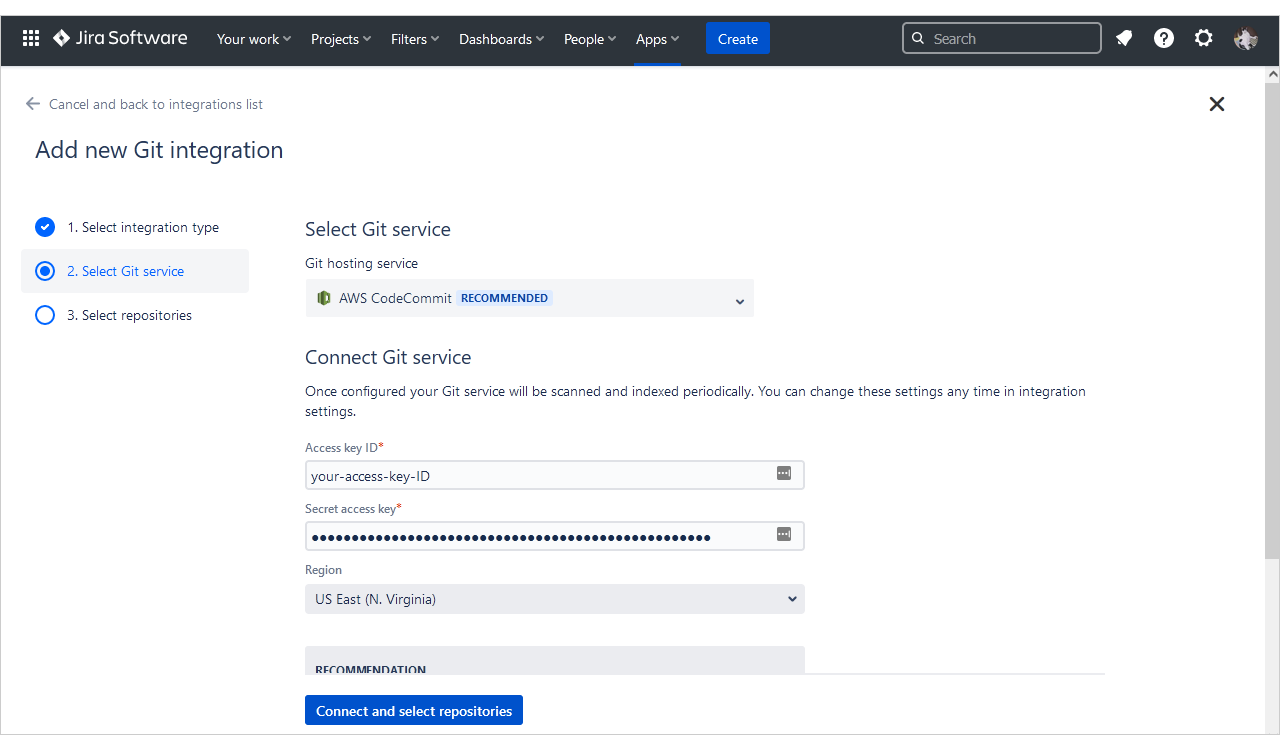 Jira Software Your work Projects Filters Dashboards People Apps Create Search
Cancel and back to integrations list
Add new Git integration
1. Select integration type
2. Select Git service
3. Select repositories
Select Git service
Git hosting service
AWS CodeCommit RECOMMENDED
Connect Git service
Once configured your Git service will be scanned and indexed periodically. You can change these settings any time in integration
settings.
Access key ID*
your-access-key-ID
Secret access key*
••••••••••••••••••••••••••••••••••••••••••••••••••
Region
US East (N. Virginia)
RECOMMENDATION
Connect and select repositories